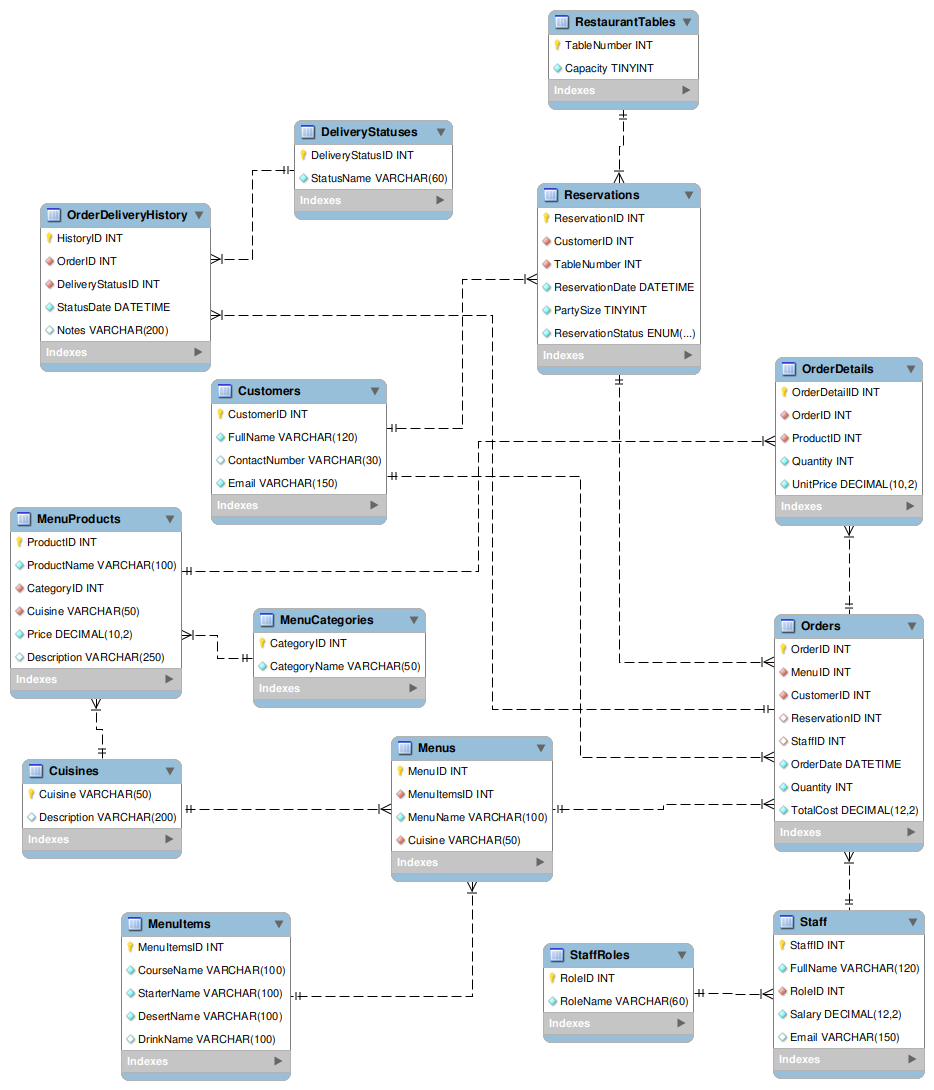 RestaurantTables
TableNumber INT
Capacity TINYINT
Indexes
DeliveryStatuses
DeliveryStatusID INT
StatusName VARCHAR(60)
Indexes
Reservations
ReservationID INT
CustomerID INT
TableNumber INT
ReservationDate DATETIME
PartySize TINYINT
ReservationStatus ENUM(...)
Indexes
OrderDeliveryHistory
HistoryID INT
OrderID INT
DeliveryStatusID INT
StatusDate DATETIME
Notes VARCHAR(200)
Indexes
Customers
CustomerID INT
FullName VARCHAR(120)
ContactNumber VARCHAR(30)
Email VARCHAR(150)
Indexes
OrderDetails
OrderDetailID INT
OrderID INT
ProductID INT
Quantity INT
UnitPrice DECIMAL(10,2)
Indexes
MenuProducts
ProductID INT
ProductName VARCHAR(100)
CategoryID INT
Cuisine VARCHAR(50)
Price DECIMAL(10,2)
Description VARCHAR(250)
Indexes
MenuCategories
CategoryID INT
CategoryName VARCHAR(50)
Indexes
Orders
OrderID INT
MenuID INT
CustomerID INT
ReservationID INT
StaffID INT
OrderDate DATETIME
Quantity INT
TotalCost DECIMAL(12,2)
Indexes
Cuisines
Cuisine VARCHAR(50)
Description VARCHAR(200)
Indexes
Menus
MenuID INT
MenuItemsID INT
MenuName VARCHAR(100)
Cuisine VARCHAR(50)
Indexes
MenuItems
MenuItemsID INT
CourseName VARCHAR(100)
StarterName VARCHAR(100)
DesertName VARCHAR(100)
DrinkName VARCHAR(100)
Indexes
StaffRoles
RoleID INT
RoleName VARCHAR(60)
Indexes
Staff
StaffID INT
FullName VARCHAR(120)
RoleID INT
Salary DECIMAL(12,2)
Email VARCHAR(150)
Indexes